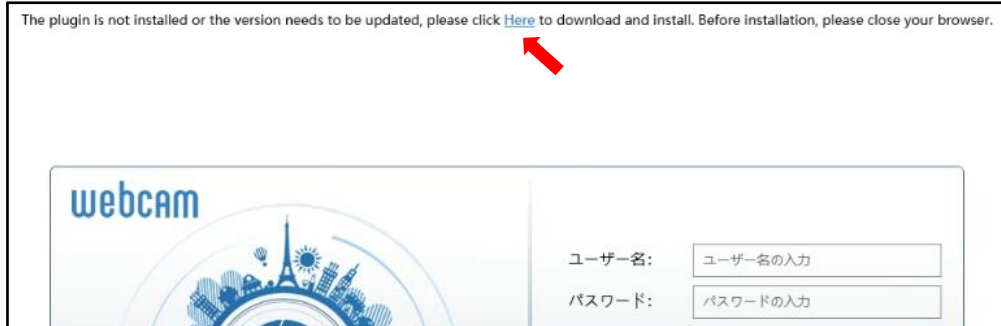 The plugin is not installed or the version needs to be updated, please click Here to download and install. Before installation, please close your browser.
webcam
ユーザー名:
ユーザー名の入力
パスワード:
パスワードの入力